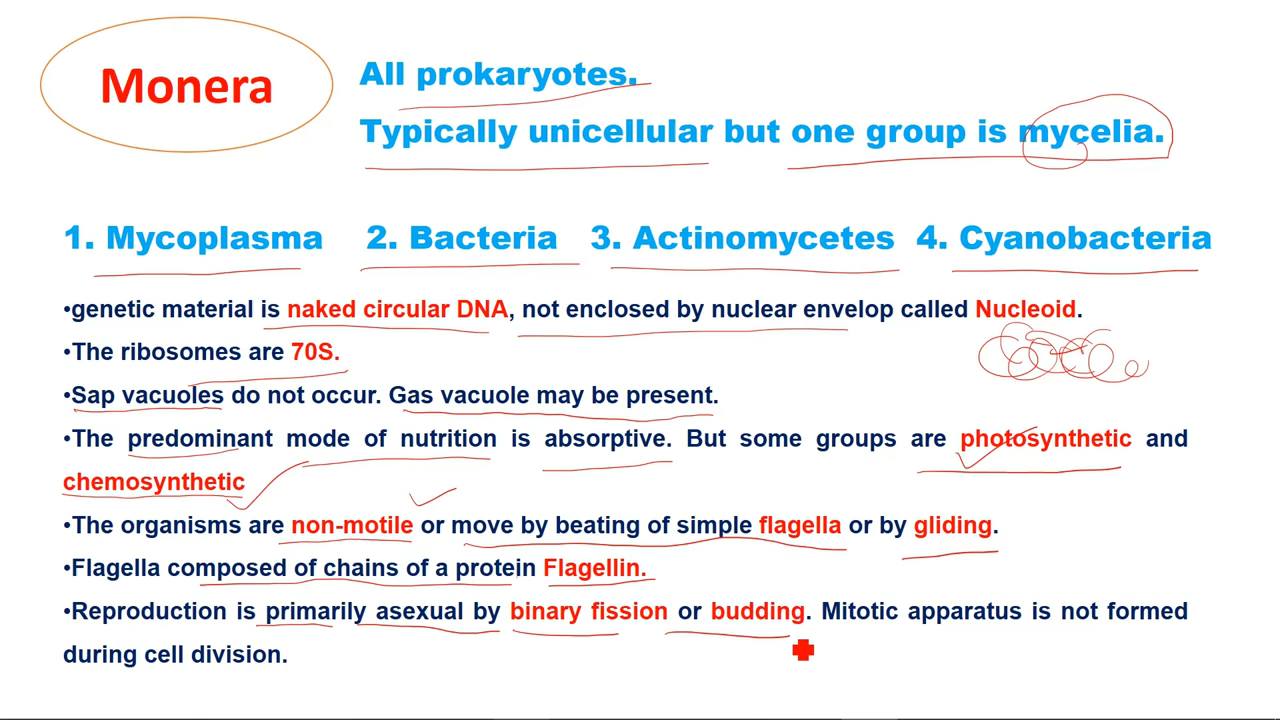 Monera
All prokaryotes.
Typically unicellular but one group is mycelia.
1. Mycoplasma 2. Bacteria 3. Actinomycetes 4. Cyanobacteria
•genetic material is naked circular DNA, not enclosed by nuclear envelop called Nucleoid.
•The ribosomes are 70S.
•Sap vacuoles do not occur. Gas vacuole may be present.
•The predominant mode of nutrition is absorptive. But some groups are photosynthetic and
chemosynthetic
•The organisms are non-motile or move by beating of simple flagella or by gliding.
•Flagella composed of chains of a protein Flagellin.
•Reproduction is primarily asexual by binary fission or budding. Mitotic apparatus is not formed
during cell division.